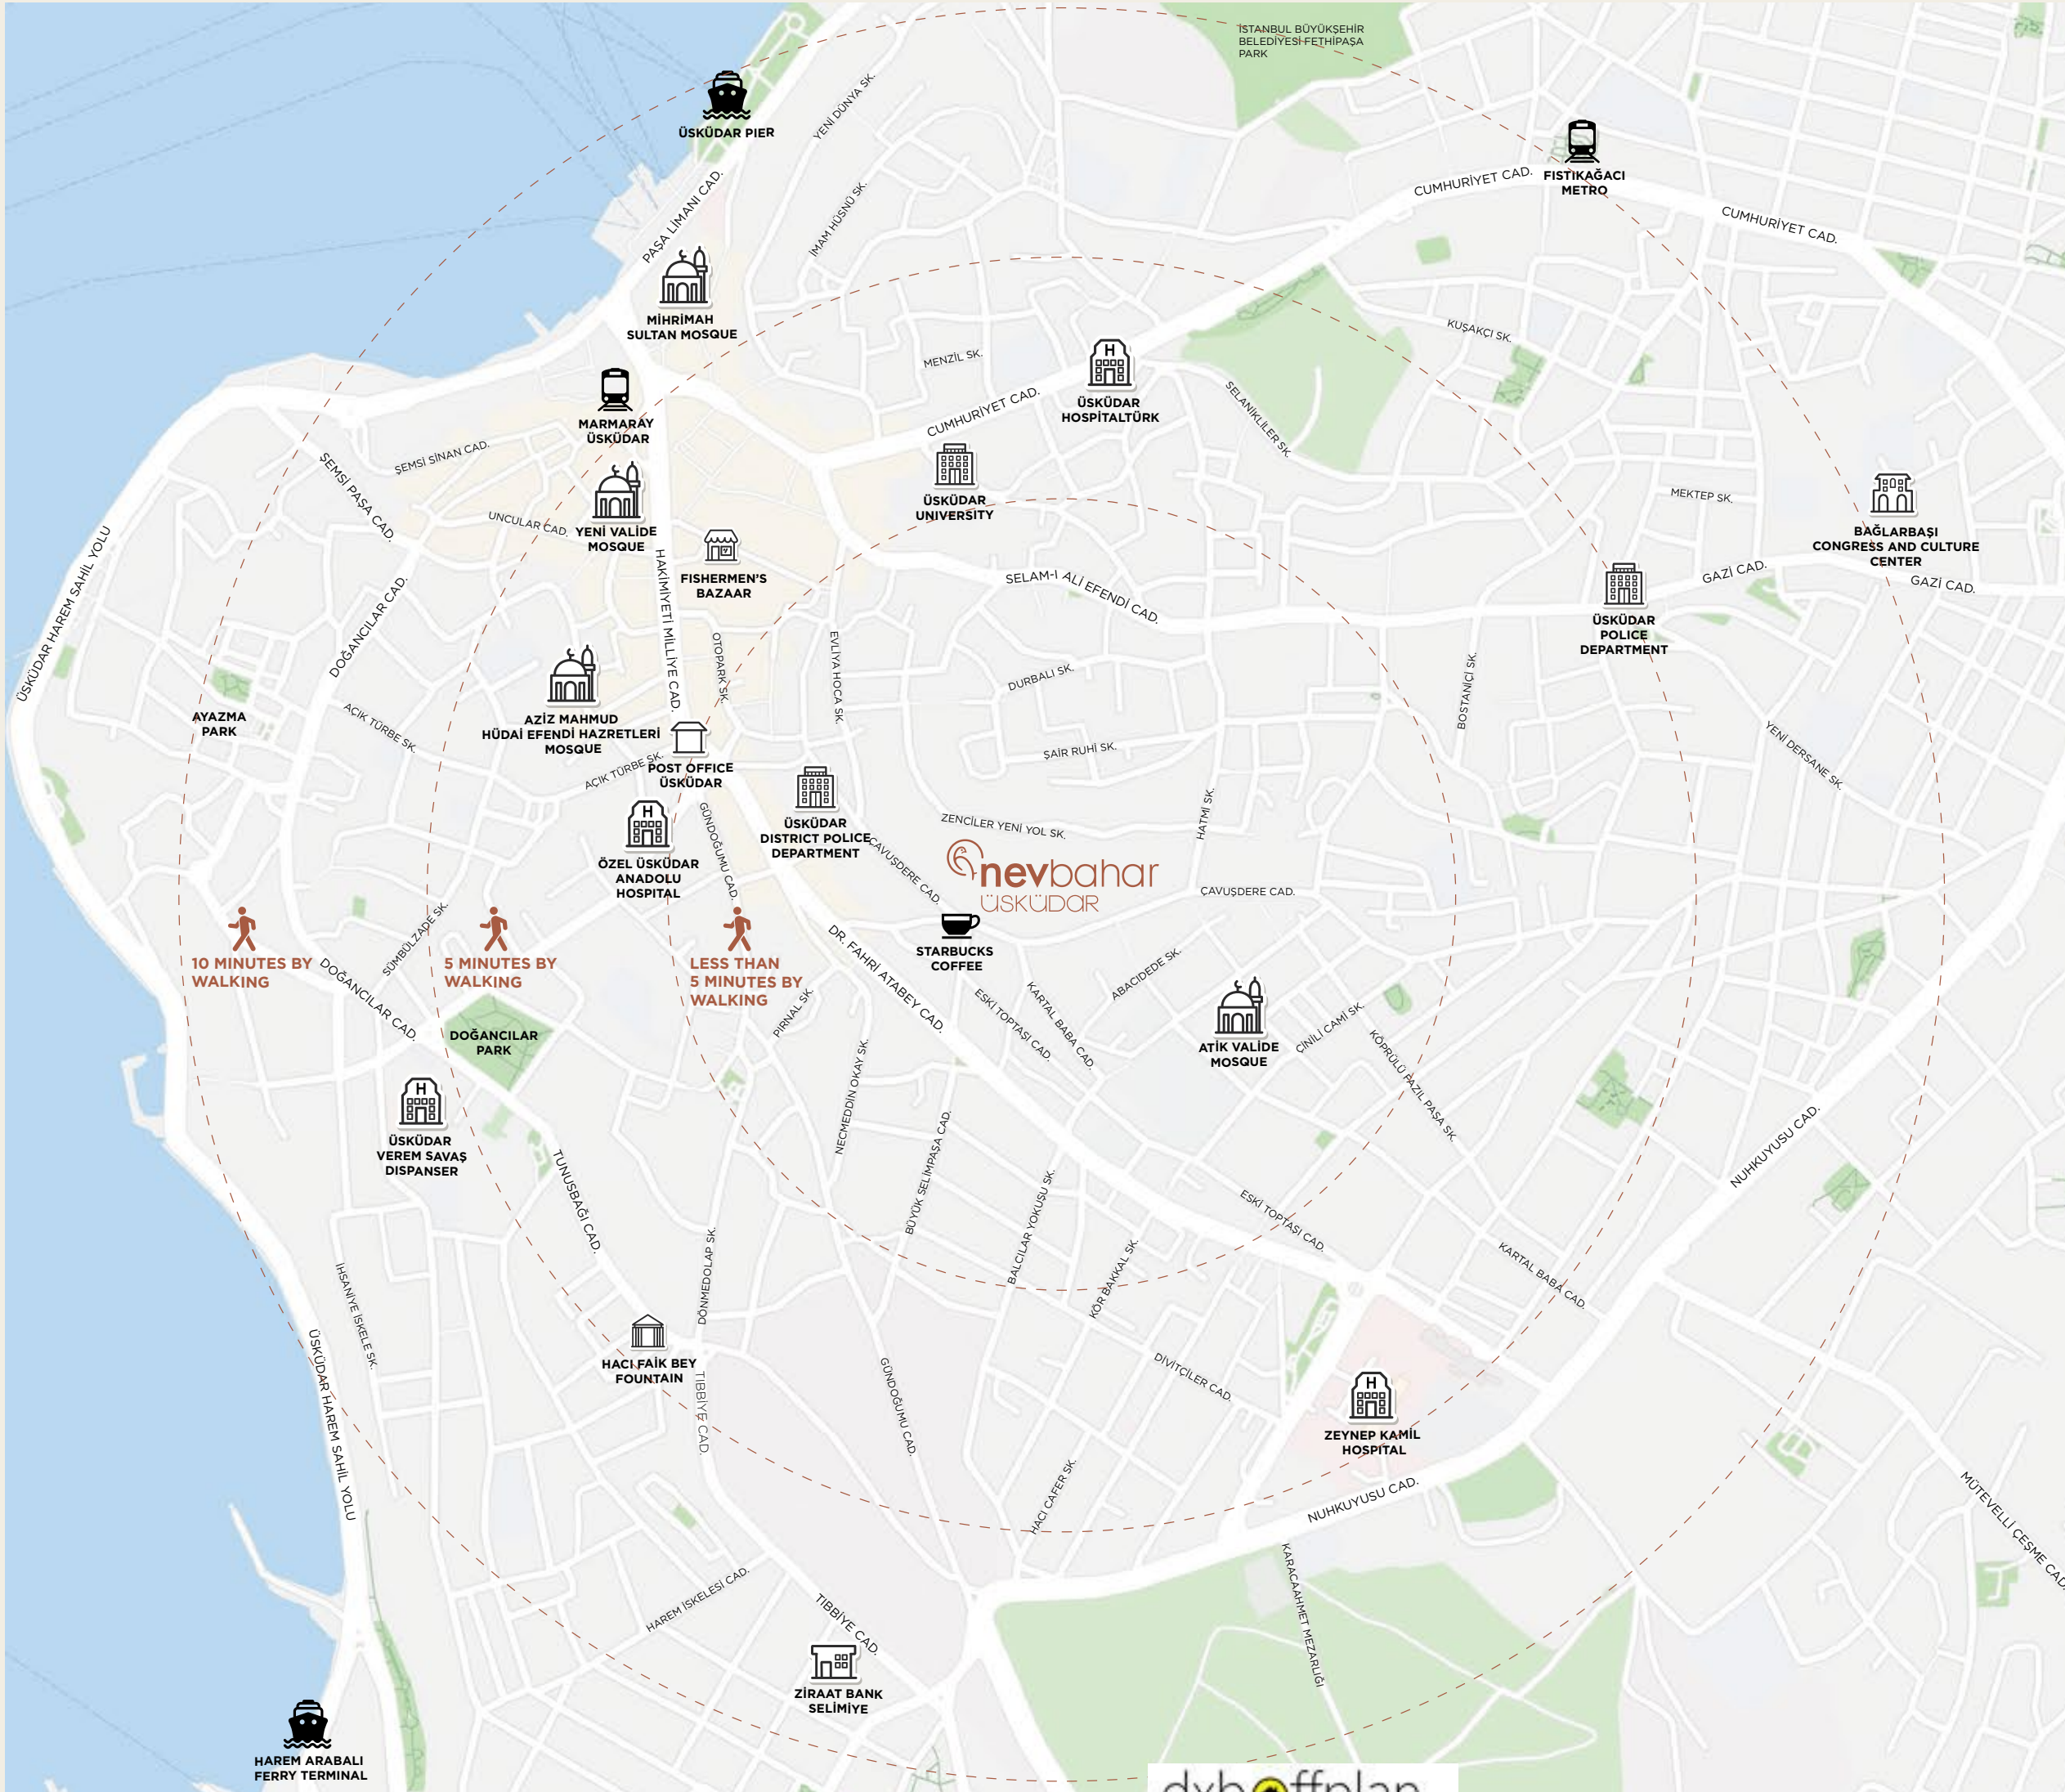 İSTANBUL BÜYÜKŞEHİR
BELEDİYESİ FETHİPAŞA
PARK
YENİ DÜNYA SK.
ÜSKÜDAR PIER
CUMHURİYET CAD.
FISTIKAĞACI
METRO
CUMHURİYET CAD.
PAŞA LİMANI CAD.
İMAM HÜSNÜ SK.
MİHRİMAH
SULTAN MOSQUE
KUŞAKÇI SK.
MENZİL SK.
ÜSKÜDAR
HOSPİTALTÜRK
CUMHURİYET CAD.
SELANİKLİLER SK.
MARMARAY
ÜSKÜDAR
ŞEMSİ SİNAN CAD.
ŞEMSİ PAŞA CAD.
ÜSKÜDAR
UNIVERSITY
MEKTEP SK.
UNCULAR CAD.
YENİ VALİDE
MOSQUE
BAĞLARBAŞI
CONGRESS AND CULTURE
CENTER
HAKİMİYETİ MİLLİYE CAD.
FISHERMEN'S
BAZAAR
SELAM-I ALİ EFENDİ CAD.
GAZİ CAD.
GAZİ CAD.
ÜSKÜDAR HAREM SAHİL YOLU
DOĞANCILAR CAD.
ÜSKÜDAR
POLICE
DEPARTMENT
OTOPARK SK.
EVLİYA HOCA SK.
DURBALI SK.
BOSTANİÇİ SK.
AYAZMA
PARK
AÇIK TÜRBE SK.
AZİZ MAHMUD
HÜDAİ EFENDİ HAZRETLERİ
MOSQUE
AÇIK TÜRBE SK.
POST OFFICE
ÜSKÜDAR
ŞAİR RUHİ SK.
YENİ DERSANE SK.
GÜNDOĞUMU CAD.
ÜSKÜDAR
DISTRICT POLICE
DEPARTMENT
ÇAVUŞDERE CAD.
ZENCİLER YENİ YOL SK.
HATMİ SK.
ÖZEL ÜSKÜDAR
ANADOLU
HOSPITAL
nevbahar
ÜSKÜDAR
ÇAVUŞDERE CAD.
SÜMBÜLZADE SK.
10 MINUTES BY
WALKING
5 MINUTES BY
WALKING
LESS THAN
5 MINUTES BY
WALKING
DR. FAHRİ ATABEY CAD.
STARBUCKS
COFFEE
DOĞANCILAR CAD.
PIRNAL SK.
ESKİ TOPTAŞI CAD.
KARTAL BABA CAD.
ABACIDEDE SK.
DOĞANCILAR
PARK
ATİK VALİDE
MOSQUE
ÇİNİLİ CAMİ SK.
KÖPRÜLÜ FAZIL PAŞA SK.
NECMEDDİN OKAY SK.
ÜSKÜDAR
VEREM SAVAŞ
DISPANSER
TUNUSBAĞI CAD.
BÜYÜK SELİMPAŞA CAD.
NUHKUYUSU CAD.
BALCILAR YOKUŞU SK.
ESKİ TOPTAŞI CAD.
KARTAL BABA CAD.
DÖNMEDOLAP SK.
KÖR BAKKAL SK.
İHSANİYE İSKELE SK.
ÜSKÜDAR HAREM SAHİL YOLU
HACI FAİK BEY
FOUNTAIN
TIBBİYE CAD.
GÜNDOĞUMU CAD.
DİVİTÇİLER CAD.
ZEYNEP KAMİL
HOSPITAL
HACI CAFER SK.
NUHKUYUSU CAD.
MÜTEVELLİ ÇEŞME CAD.
KARACAAHMET MEZARLIĞI
HAREM İSKELESİ CAD.
TIBBİYE CAD.
ZİRAAT BANK
SELİMİYE
HAREM ARABALI
FERRY TERMINAL
dxboffplan